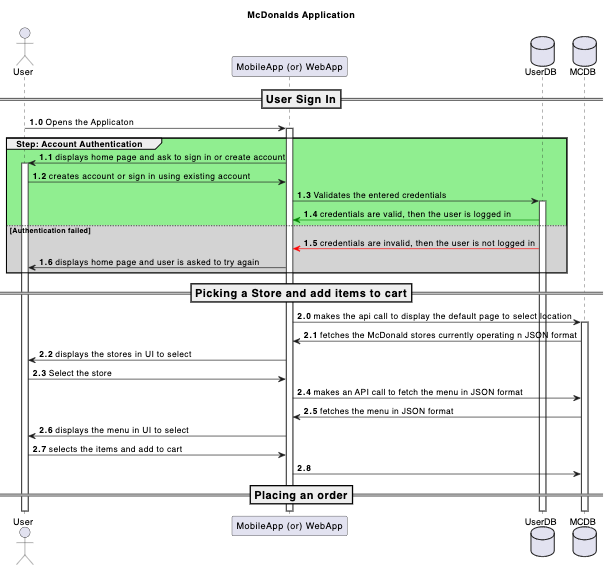 McDonalds Application
User
MobileApp (or) WebApp
UserDB
MCDB
User Sign In
1.0 Opens the Applicaton
Step: Account Authentication
1.1 displays home page and ask to sign in or create account
1.2 creates account or sign in using existing account
1.3 Validates the entered credentials
1.4 credentials are valid, then the user is logged in
[Authentication failed]
1.5 credentials are invalid, then the user is not logged in
1.6 displays home page and user is asked to try again
Picking a Store and add items to cart
2.0 makes the api call to display the default page to select location
2.1 fetches the McDonald stores currently operating n JSON format
2.2 displays the stores in UI to select
2.3 Select the store
2.4 makes an API call to fetch the menu in JSON format
2.5 fetches the menu in JSON format
2.6 displays the menu in UI to select
2.7 selects the items and add to cart
2.8
Placing an order
User
MobileApp (or) WebApp
UserDB
MCDB